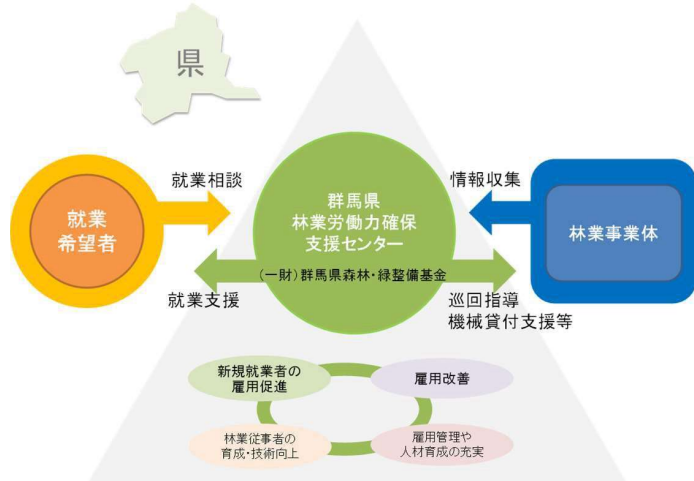 県
就業相談
就業
希望者
群馬県
林業労働力確保
支援センター
情報収集
林業事業体
(一財)群馬県森林・緑整備基金
就業支援
巡回指導
機械貸付支援等
新規就業者の
雇用促進
雇用改善
林業従事者の
育成・技術向上
雇用管理や
人材育成の充実